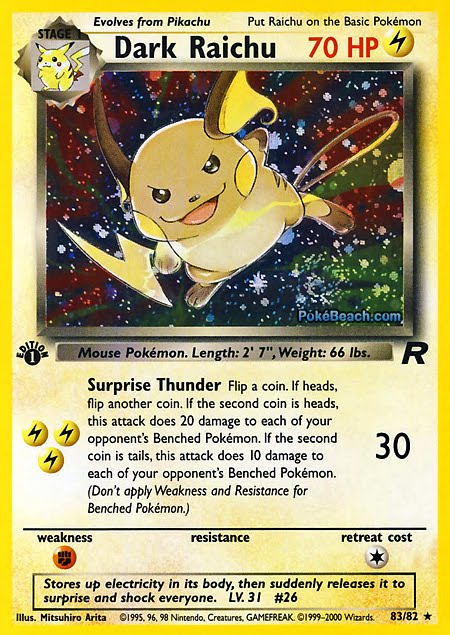 Evolves from Pikachu
Put Raichu on the Basic Pokémon
STAGE 1
Dark Raichu
70 HP
PokéBeach.com
EDITION
1
Mouse Pokémon. Length: 2' 7", Weight: 66 lbs.
R
Surprise Thunder Flip a coin. If heads,
flip another coin. If the second coin is heads,
this attack does 20 damage to each of your
opponent's Benched Pokémon. If the second
coin is tails, this attack does 10 damage to
each of your opponent's Benched Pokémon.
(Don't apply Weakness and Resistance for
Benched Pokémon.)
30
weakness
resistance
retreat cost
Stores up electricity in its body, then suddenly releases it to
surprise and shock everyone. LV. 31 #26
Illus. Mitsuhiro Arita
©1995, 96, 98 Nintendo, Creatures, GAMEFREAK. ©1999-2000 Wizards.
83/82 ★